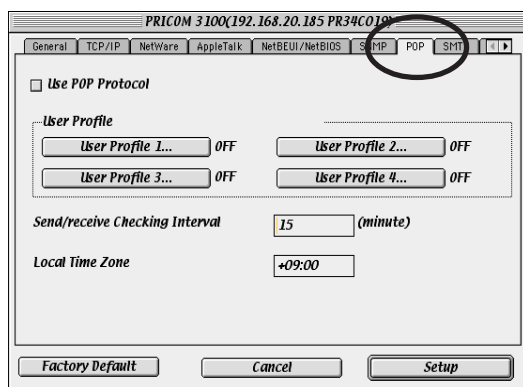 PRICOM 3100(192.168.20.185 PR34C019)
General TCP/IP NetWare AppleTalk NetBEUI/NetBIOS POP SMT
Use POP Protocol
User Profile
User Profile 1... OFF User Profile 2... OFF
User Profile 3... OFF User Profile 4... OFF
Send/receive Checking Interval 15 (minute)
Local Time Zone +09:00
Factory Default Cancel Setup